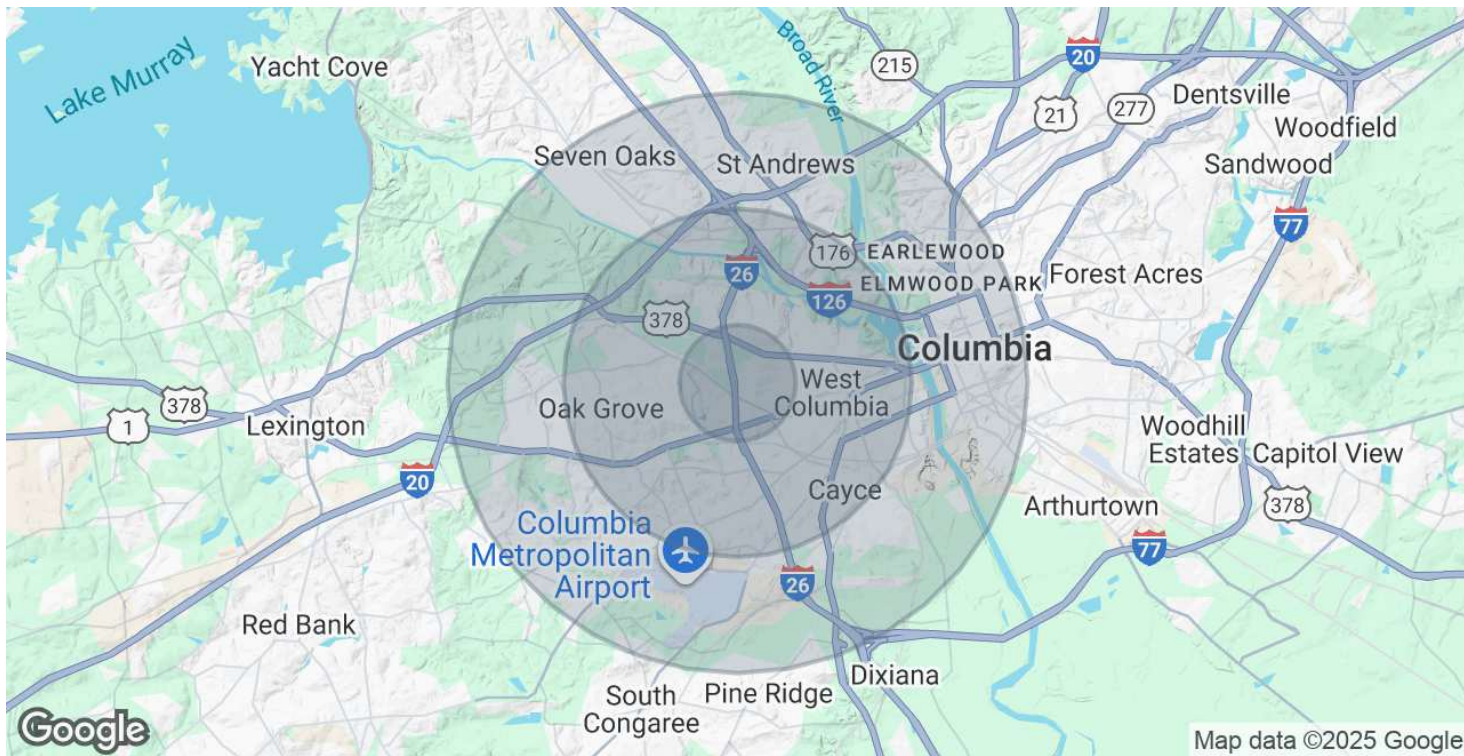 Lake Murray
Yacht Cove
Broad River
215
20
21
277
Dentsville
Woodfield
Sandwood
Seven Oaks
St Andrews
77
176
EARLEWOOD
26
ELMWOOD PARK
Forest Acres
126
378
Columbia
West
Columbia
Oak Grove
378
1
Lexington
Woodhill
Estates
Capitol View
20
Cayce
378
Arthurtown
Columbia
Metropolitan
Airport
77
26
Red Bank
Dixiana
South
Congaree
Pine Ridge
Google
Map data ©2025 Google